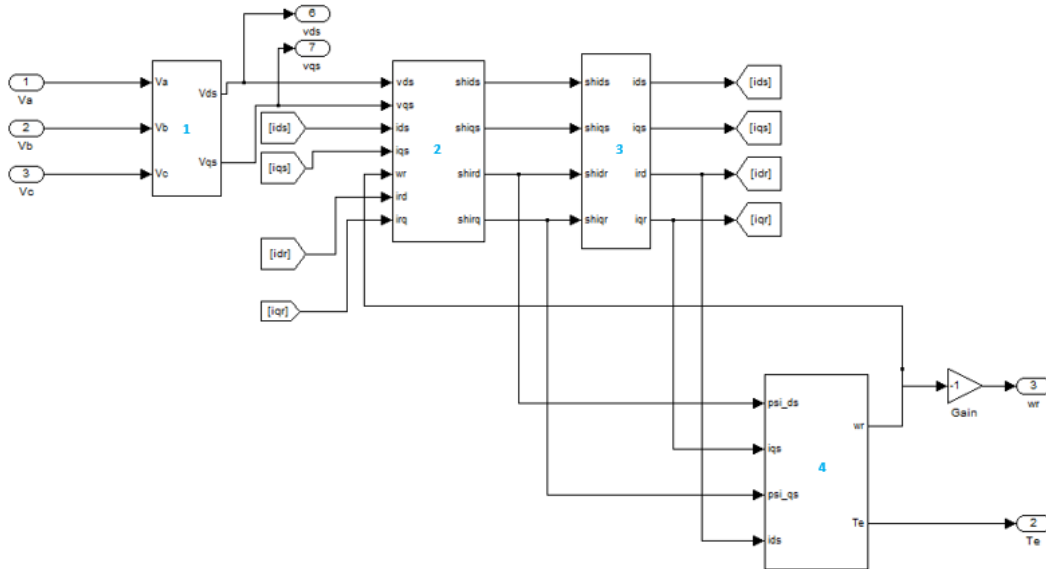 6
vds
7
vqs
1
Va
2
Vb
3
Vc
Va
Vb
Vc
Vds
Vqs
1
[ids]
[iqs]
[idr]
[iqr]
vds
vqs
ids
iqs
wr
ird
irq
2
shids
shiqs
shird
shirq
shids
shiqs
shidr
shiqr
3
ids
iqs
ird
iqr
[ids]
[iqs]
[idr]
[iqr]
psi_ds
iqs
psi_qs
ids
4
wr
Te
-1
Gain
3
wr
2
Te